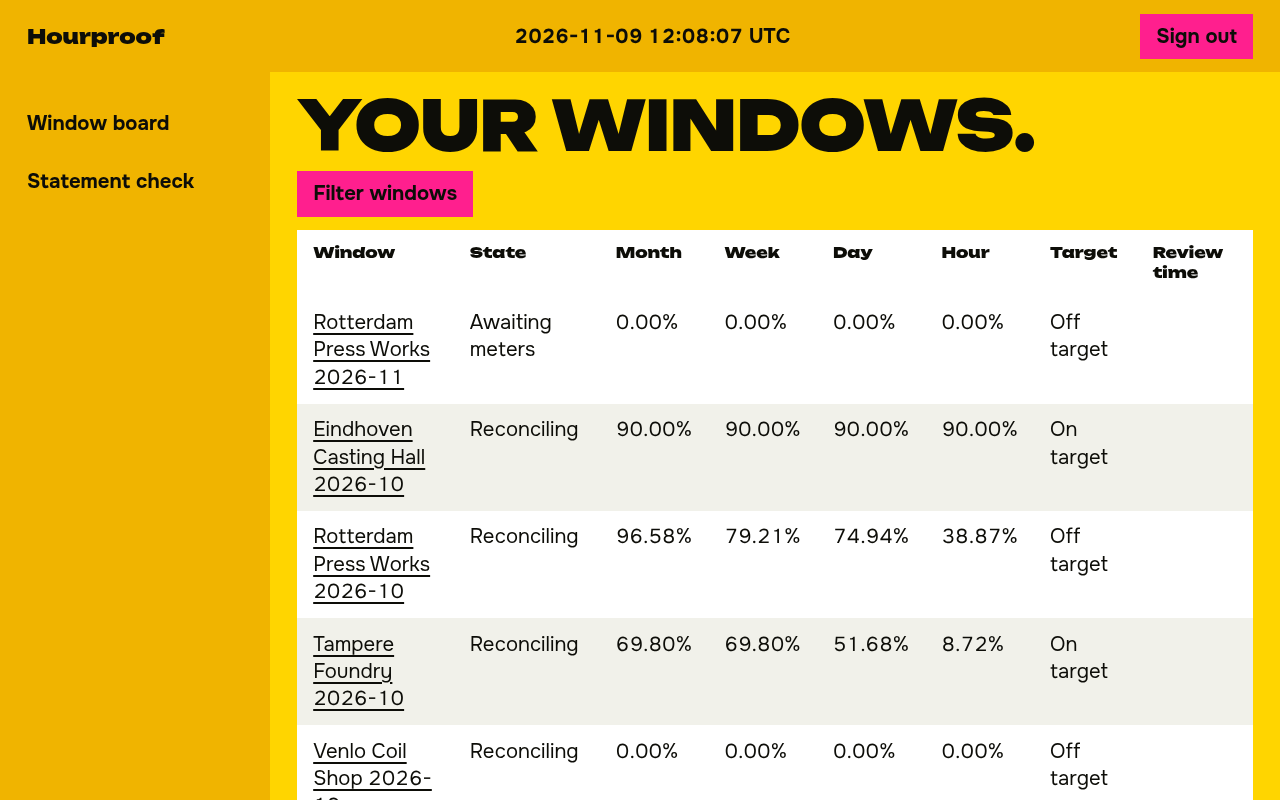 Hourproof
2026-11-09 12:08:07 UTC
Sign out
Window board
Statement check
YOUR WINDOWS.
Filter windows
Window State Month Week Day Hour Target Review time
Rotterdam Press Works 2026-11 Awaiting meters 0.00% 0.00% 0.00% 0.00% Off target
Eindhoven Casting Hall 2026-10 Reconciling 90.00% 90.00% 90.00% 90.00% On target
Rotterdam Press Works 2026-10 Reconciling 96.58% 79.21% 74.94% 38.87% Off target
Tampere Foundry 2026-10 Reconciling 69.80% 69.80% 51.68% 8.72% On target
Venlo Coil Shop 2026- Reconciling 0.00% 0.00% 0.00% 0.00% Off target